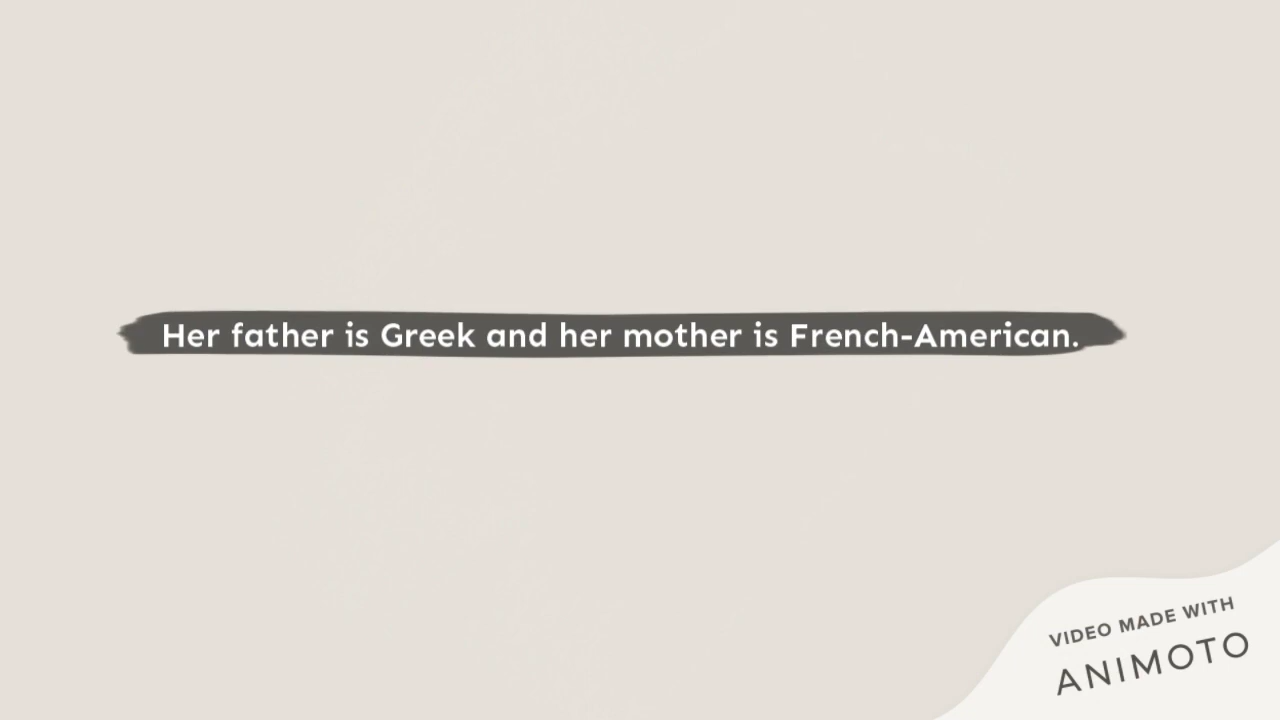 Her father is Greek and her mother is French-American.
VIDEO MADE WITH
ANIMOTO